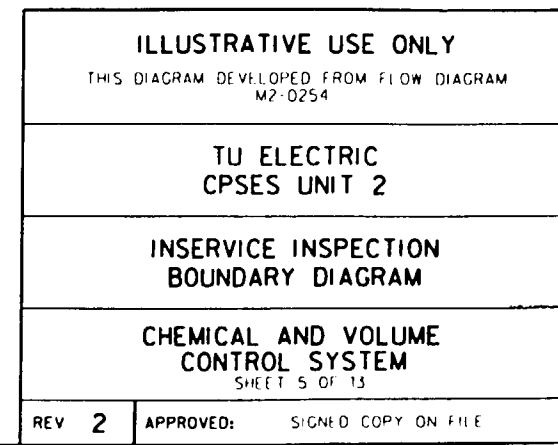 ILLUSTRATIVE USE ONLY
THIS DIAGRAM DEVELOPED FROM FLOW DIAGRAM
M2-0254
TU ELECTRIC
CPSES UNIT 2
INSERVICE INSPECTION
BOUNDARY DIAGRAM
CHEMICAL AND VOLUME
CONTROL SYSTEM
SHEET 5 OF 13
REV 2 APPROVED: SIGNED COPY ON FILE